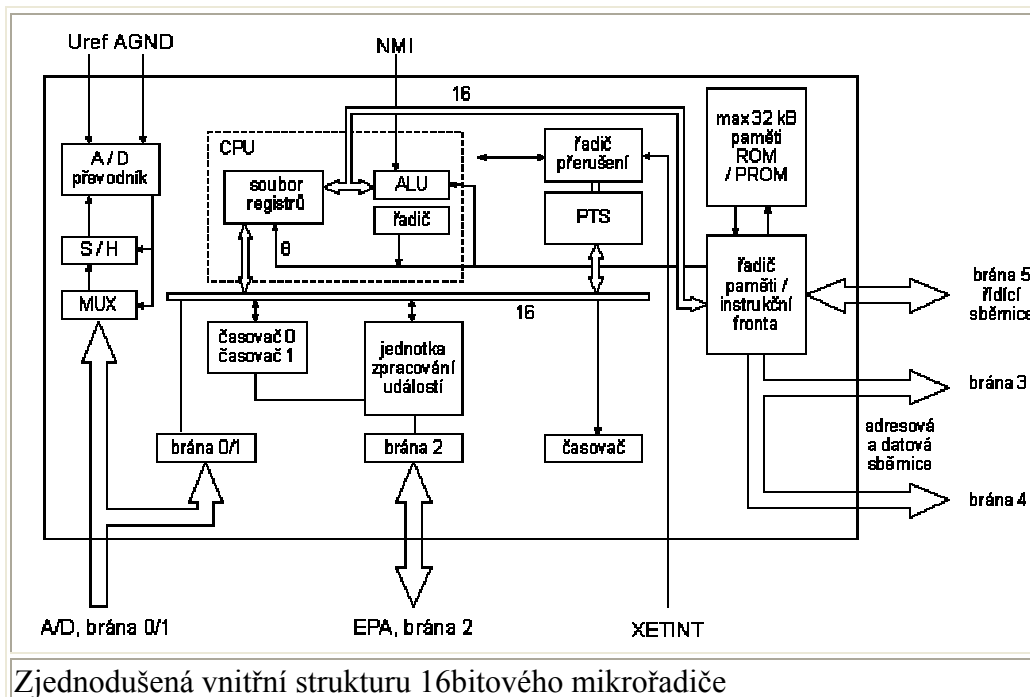 Uref AGND
NMI
16
CPU
A / D
převodník
soubor
registrů
ALU
řadič
8
řadič
přerušení
PTS
max 32 kB
paměti
ROM
/ PROM
S / H
MUX
16
řadič
paměti /
instrukční
fronta
brána 5
řídící
sběrnice
časovač 0
časovač 1
jednotka
zpracování
událostí
brána 3
brána 0/1
brána 2
časovač
adresová
a datová
sběrnice
brána 4
A/D, brána 0/1
EPA, brána 2
XETINT
Zjednodušená vnitřní strukturu 16bitového mikrořadiče